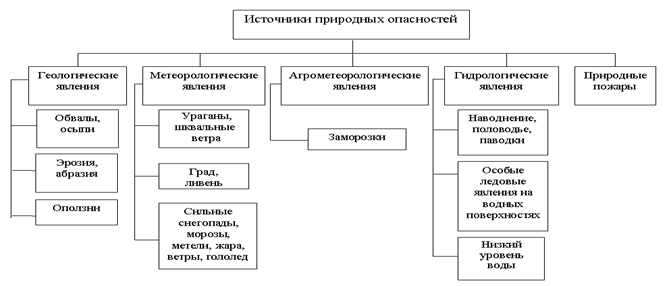 Источники природных опасностей
Геологические
явления
Метеорологические
явления
Агрометеорологические
явления
Гидрологические
явления
Природные
пожары
Обвалы,
осыпи
Эрозия,
абразия
Оползни
Ураганы,
шквальные
ветра
Град,
ливень
Сильные
снегопады,
морозы,
метели, жара,
ветры, гололед
Заморозки
Наводнение,
половодье,
паводки
Особые
ледовые
явления на
водных
поверхностях
Низкий
уровень
воды